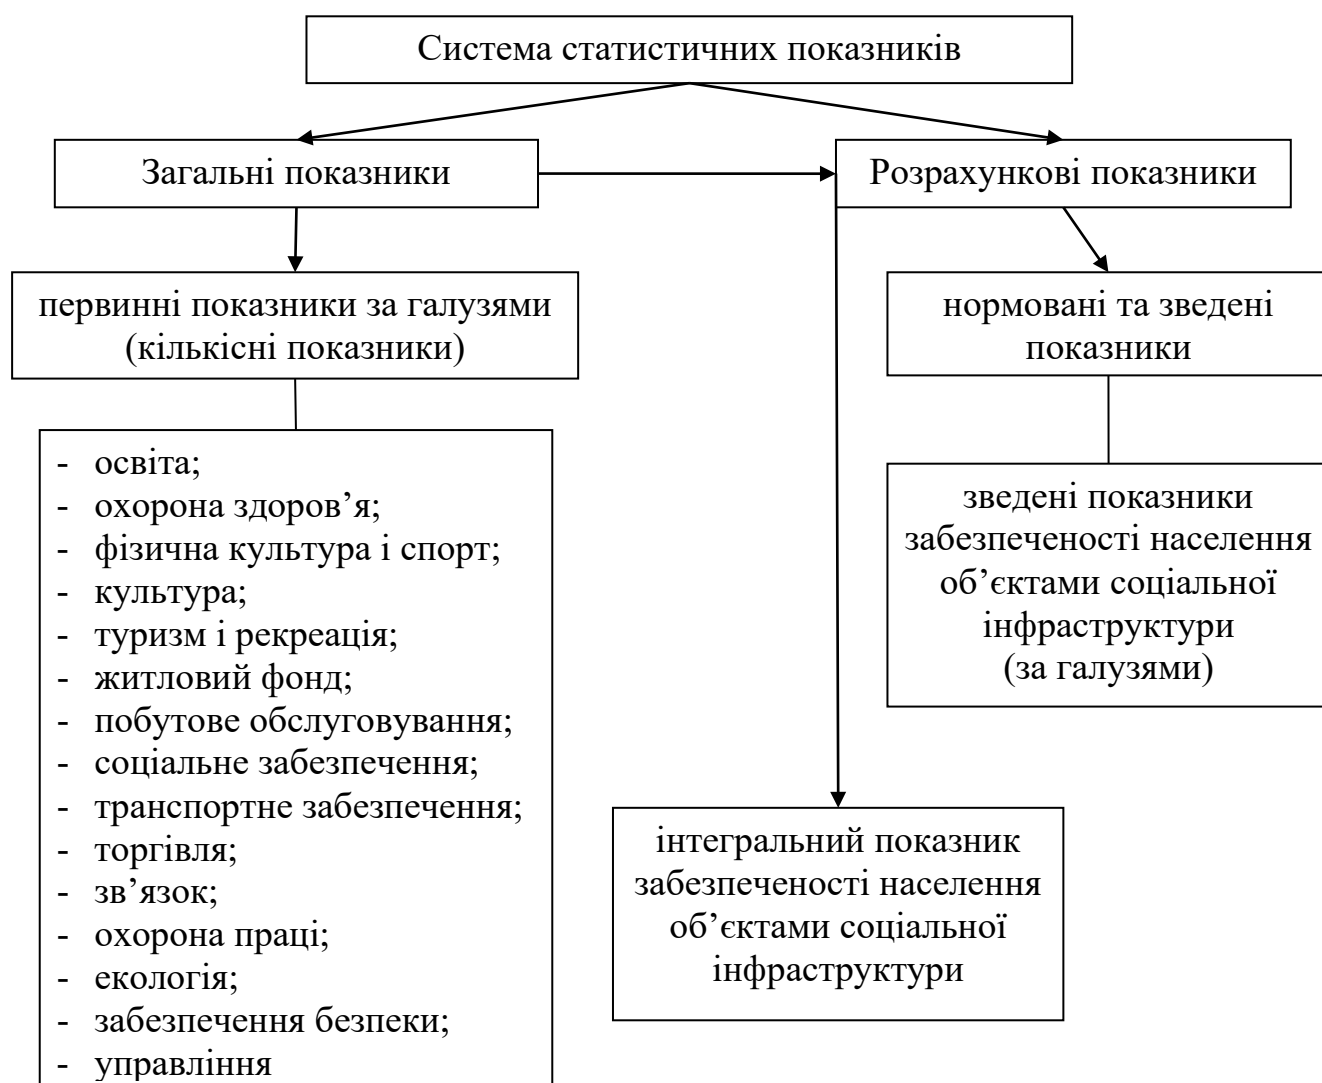 Система статистичних показників
Загальні показники
Розрахункові показники
первинні показники за галузями
(кількісні показники)
нормовані та зведені
показники
- освіта;
- охорона здоров’я;
- фізична культура і спорт;
- культура;
- туризм і рекреація;
- житловий фонд;
- побутове обслуговування;
- соціальне забезпечення;
- транспортне забезпечення;
- торгівля;
- зв’язок;
- охорона праці;
- екологія;
- забезпечення безпеки;
- управління
зведені показники
забезпеченості населення
об’єктами соціальної
інфраструктури
(за галузями)
інтегральний показник
забезпеченості населення
об’єктами соціальної
інфраструктури